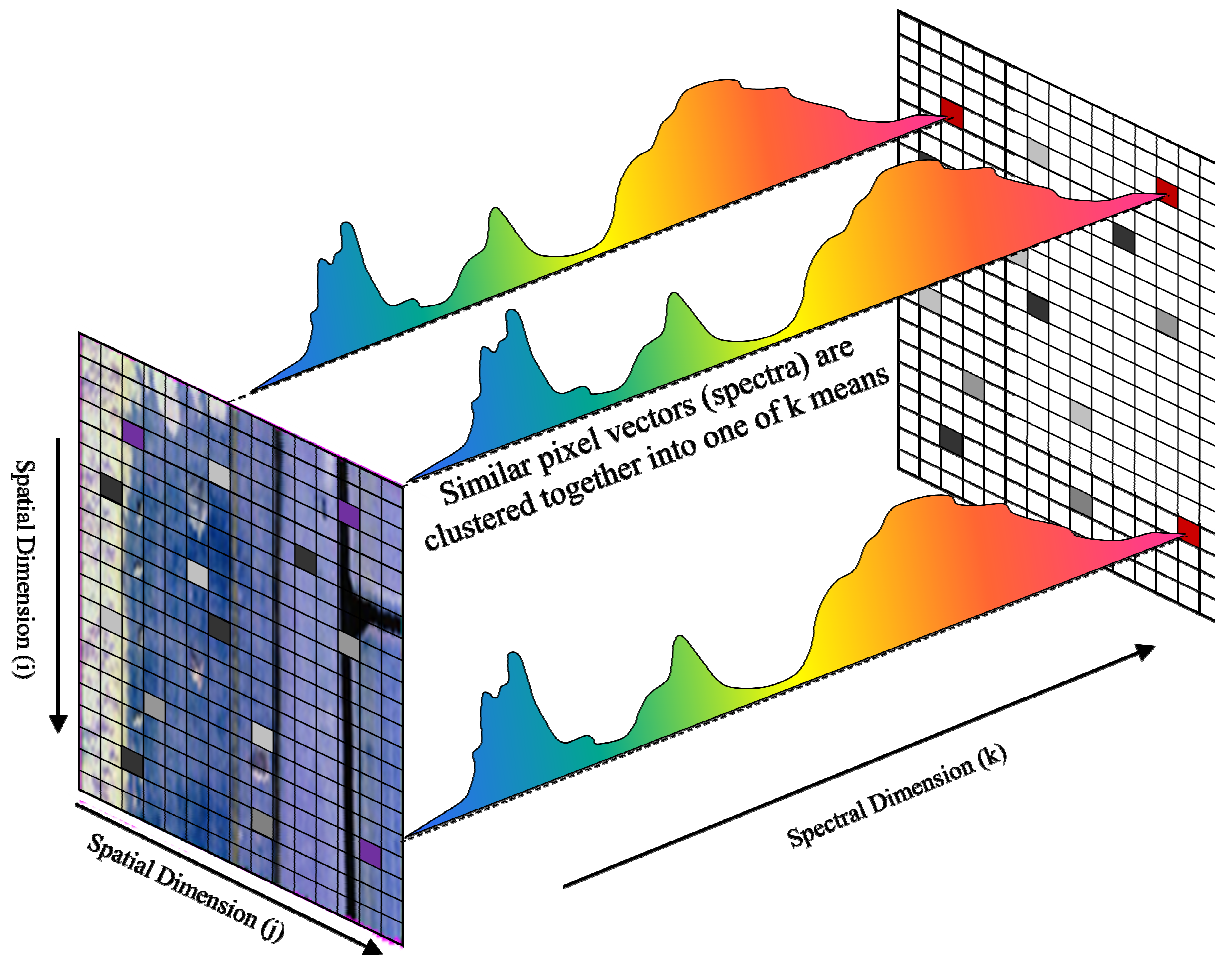 Similar pixel vectors (spectra) are
clustered together into one of k means
Spatial Dimension (i)
Spatial Dimension (j)
Spectral Dimension (k)